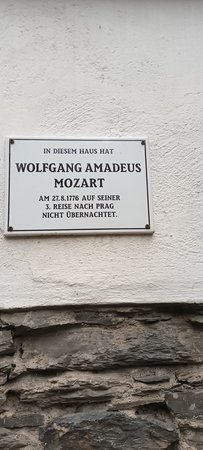 IN DIESEM HAUS HAT
WOLFGANG AMADEUS
MOZART
AM 27.8.1776 AUF SEINER
3. REISE NACH PRAG
NICHT ÜBERNACHTET.